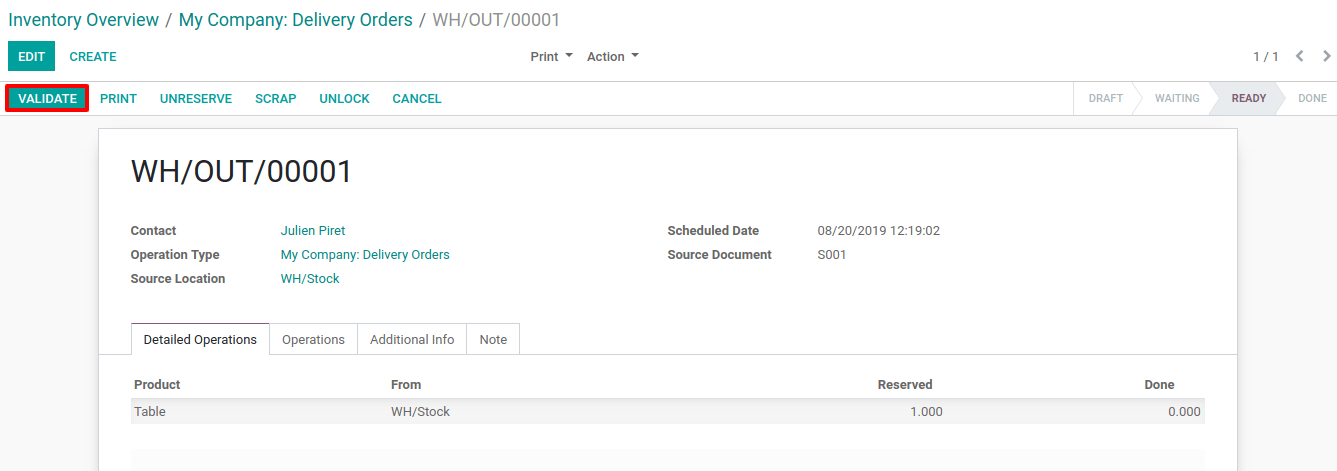 Inventory Overview / My Company: Delivery Orders / WH/OUT/00001
EDIT CREATE Print Action 1 / 1
VALIDATE PRINT UNRESERVE SCRAP UNLOCK CANCEL DRAFT WAITING READY DONE
WH/OUT/00001
Contact Julien Piret Scheduled Date 08/20/2019 12:19:02
Operation Type My Company: Delivery Orders Source Document S001
Source Location WH/Stock
Detailed Operations Operations Additional Info Note
Product From Reserved Done
Table WH/Stock 1.000 0.000